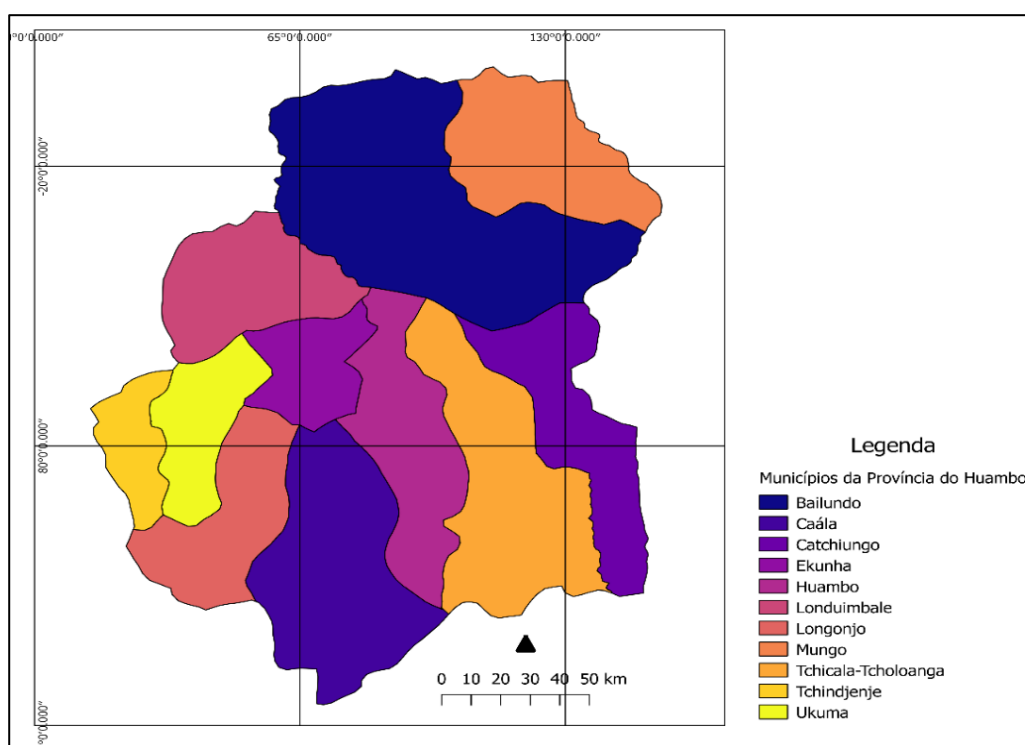 °0'0.000" 65°0'0.000" 130°0'0.000"
-20°0'0.000"
80°0'0.000"
°0'0.000"
0 10 20 30 40 50 km
Legenda
Municípios da Província do Huambo
Bailundo
Caála
Catchiungo
Ekunha
Huambo
Londuimbale
Longonjo
Mungo
Tchicala-Tcholoanga
Tchindjenje
Ukuma